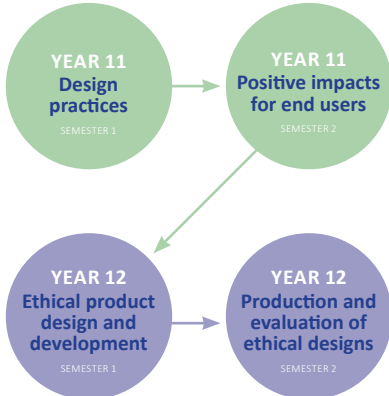 YEAR 11
Design
practices
SEMESTER 1
YEAR 11
Positive impacts
for end users
SEMESTER 2
YEAR 12
Ethical product
design and
development
SEMESTER 1
YEAR 12
Production and
evaluation of
ethical designs
SEMESTER 2